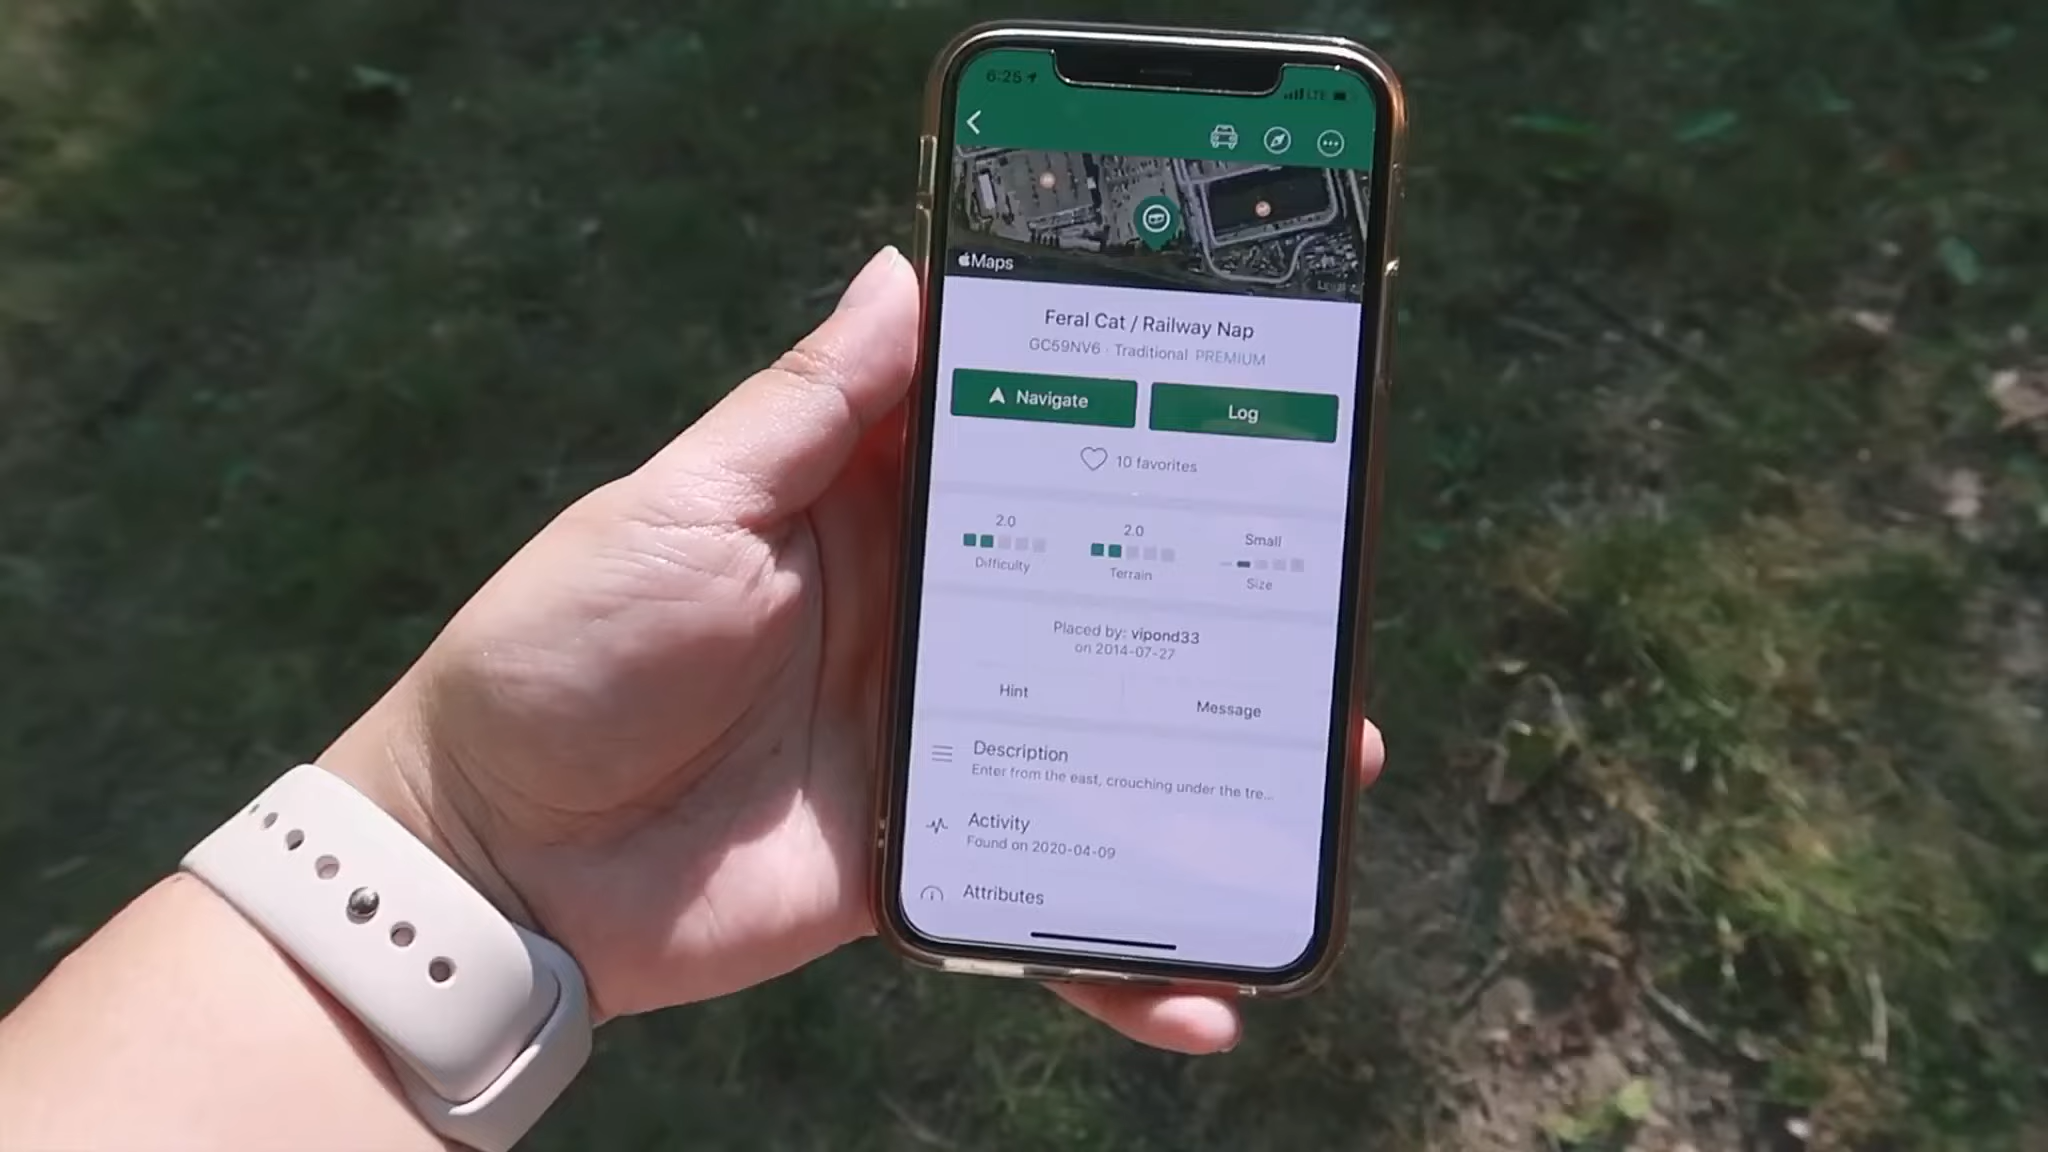 6:25
LTE
Maps
Feral Cat / Railway Nap
GC59NV6 · Traditional PREMIUM
Navigate
Log
10 favorites
2.0
2.0
Small
Difficulty
Terrain
Size
Placed by: vipond33
on 2014-07-27
Hint
Message
Description
Enter from the east, crouching under the tre...
Activity
Found on 2020-04-09
Attributes